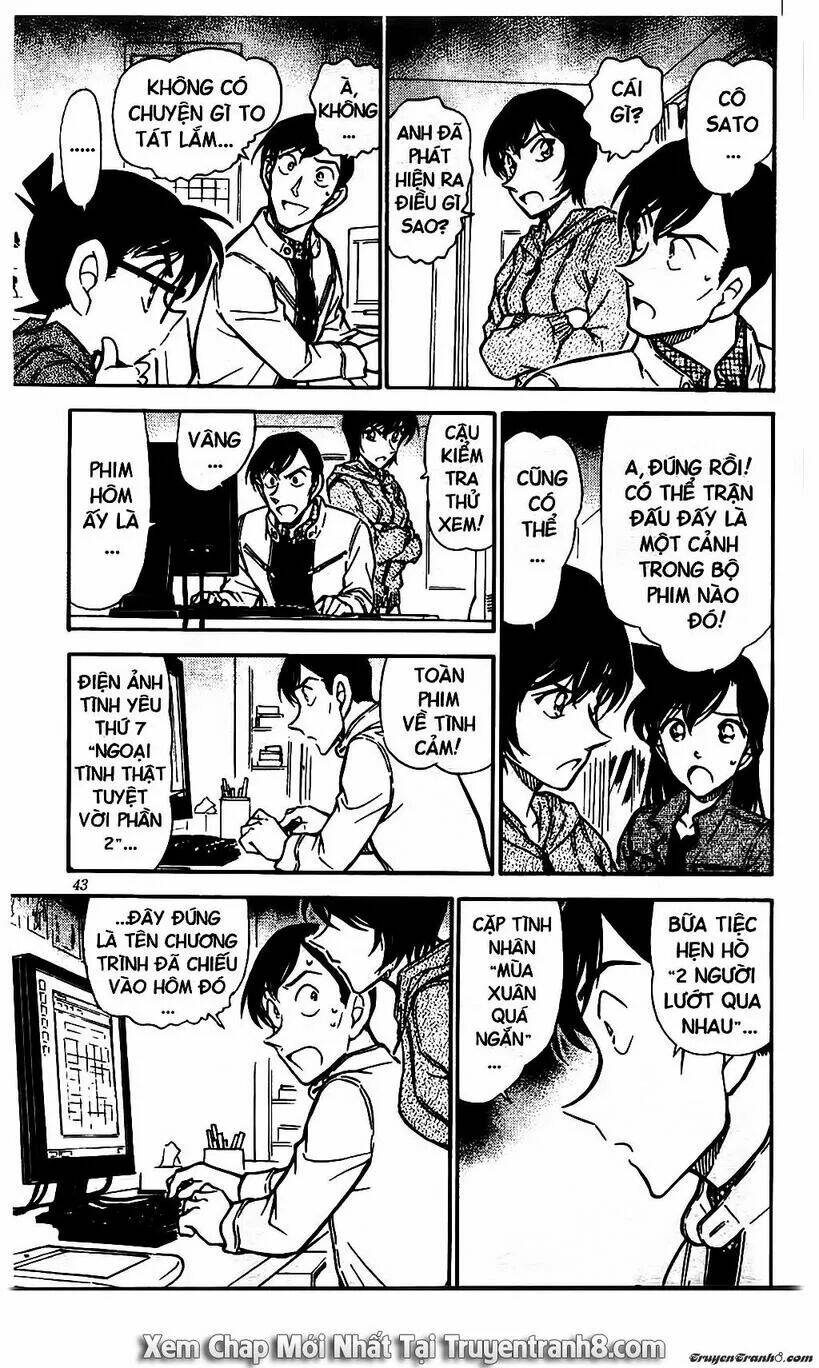 CÔ
SATO
...
CÁI
GÌ?
ANH ĐÃ
PHÁT
HIỆN RA
ĐIỀU GÌ
SAO?
À,
KHÔNG
...
KHÔNG CÓ
CHUYỆN GÌ TO
TÁT LẮM...
......
A, ĐÚNG RỒI!
CÓ THỂ TRẬN
ĐẤU ĐẤY LÀ
MỘT CẢNH
TRONG BỘ
PHIM NÀO
ĐÓ!
CŨNG
CÓ
THỂ
...
CẬU
KIỂM
TRA
THỬ
XEM!
VÂNG
...
PHIM
HÔM
ẤY LÀ
...
TOÀN
PHIM
VỀ TÌNH
CẢM!
ĐIỆN ẢNH
TÌNH YÊU
THỨ 7
"NGOẠI
TÌNH THẬT
TUYỆT
VỜI PHẦN
2"...
43
BỮA TIỆC
HẸN HÒ
"2 NGƯỜI
LƯỚT QUA
NHAU"...
CẶP TÌNH
NHÂN
"MÙA
XUÂN
QUÁ
NGẮN"
...
...ĐÂY ĐÚNG
LÀ TÊN CHƯƠNG
TRÌNH ĐÃ CHIẾU
VÀO HÔM ĐÓ
...
Xem Chap Mới Nhất Tại Truyentranh8.com
TruyenTranh8.com